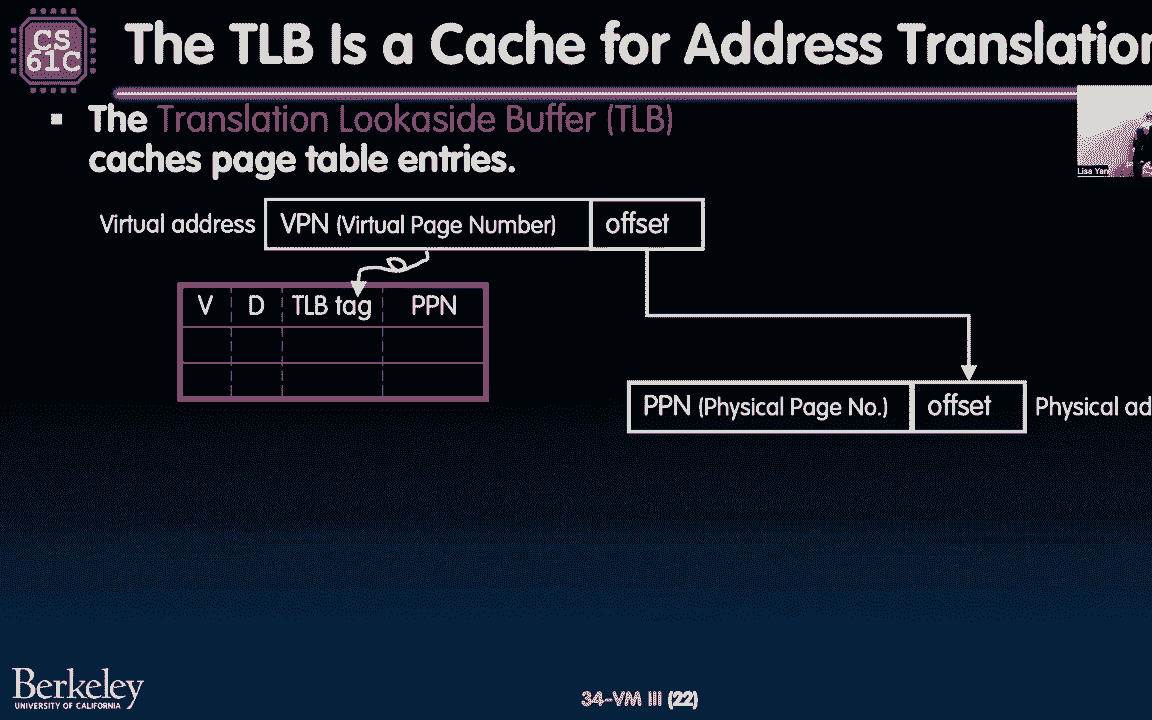 CS
61C
The TLB Is a Cache for Address Translation
The Translation Lookaside Buffer (TLB)
caches page table entries.
Lisa Yan
Virtual address VPN (Virtual Page Number) offset
V D TLB tag PPN
PPN (Physical Page No.) offset Physical ad
Berkeley
UNIVERSITY OF CALIFORNIA
34-VM III (22)